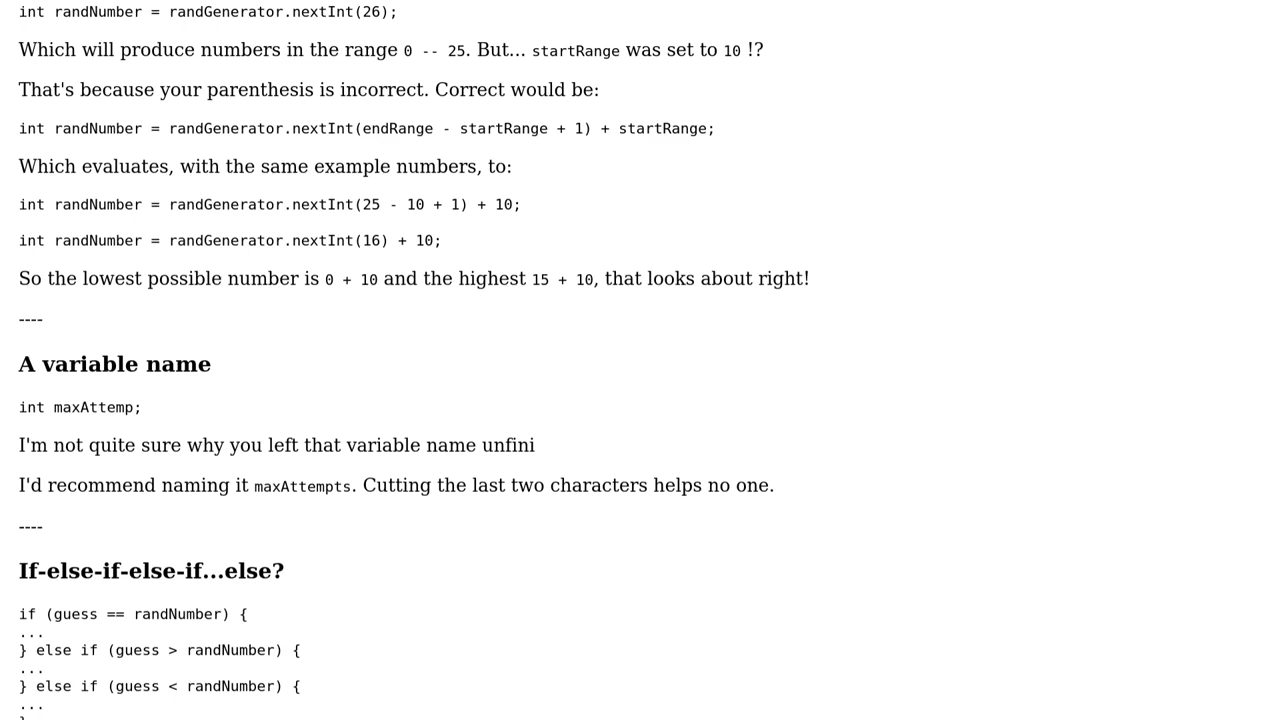 int randNumber = randGenerator.nextInt(26);
Which will produce numbers in the range 0 -- 25. But... startRange was set to 10 !?
That's because your parenthesis is incorrect. Correct would be:
int randNumber = randGenerator.nextInt(endRange - startRange + 1) + startRange;
Which evaluates, with the same example numbers, to:
int randNumber = randGenerator.nextInt(25 - 10 + 1) + 10;
int randNumber = randGenerator.nextInt(16) + 10;
So the lowest possible number is 0 + 10 and the highest 15 + 10, that looks about right!
----
A variable name
int maxAttemp;
I'm not quite sure why you left that variable name unfini
I'd recommend naming it maxAttempts. Cutting the last two characters helps no one.
----
If-else-if-else-if...else?
if (guess == randNumber) {
...
} else if (guess > randNumber) {
...
} else if (guess < randNumber) {
...